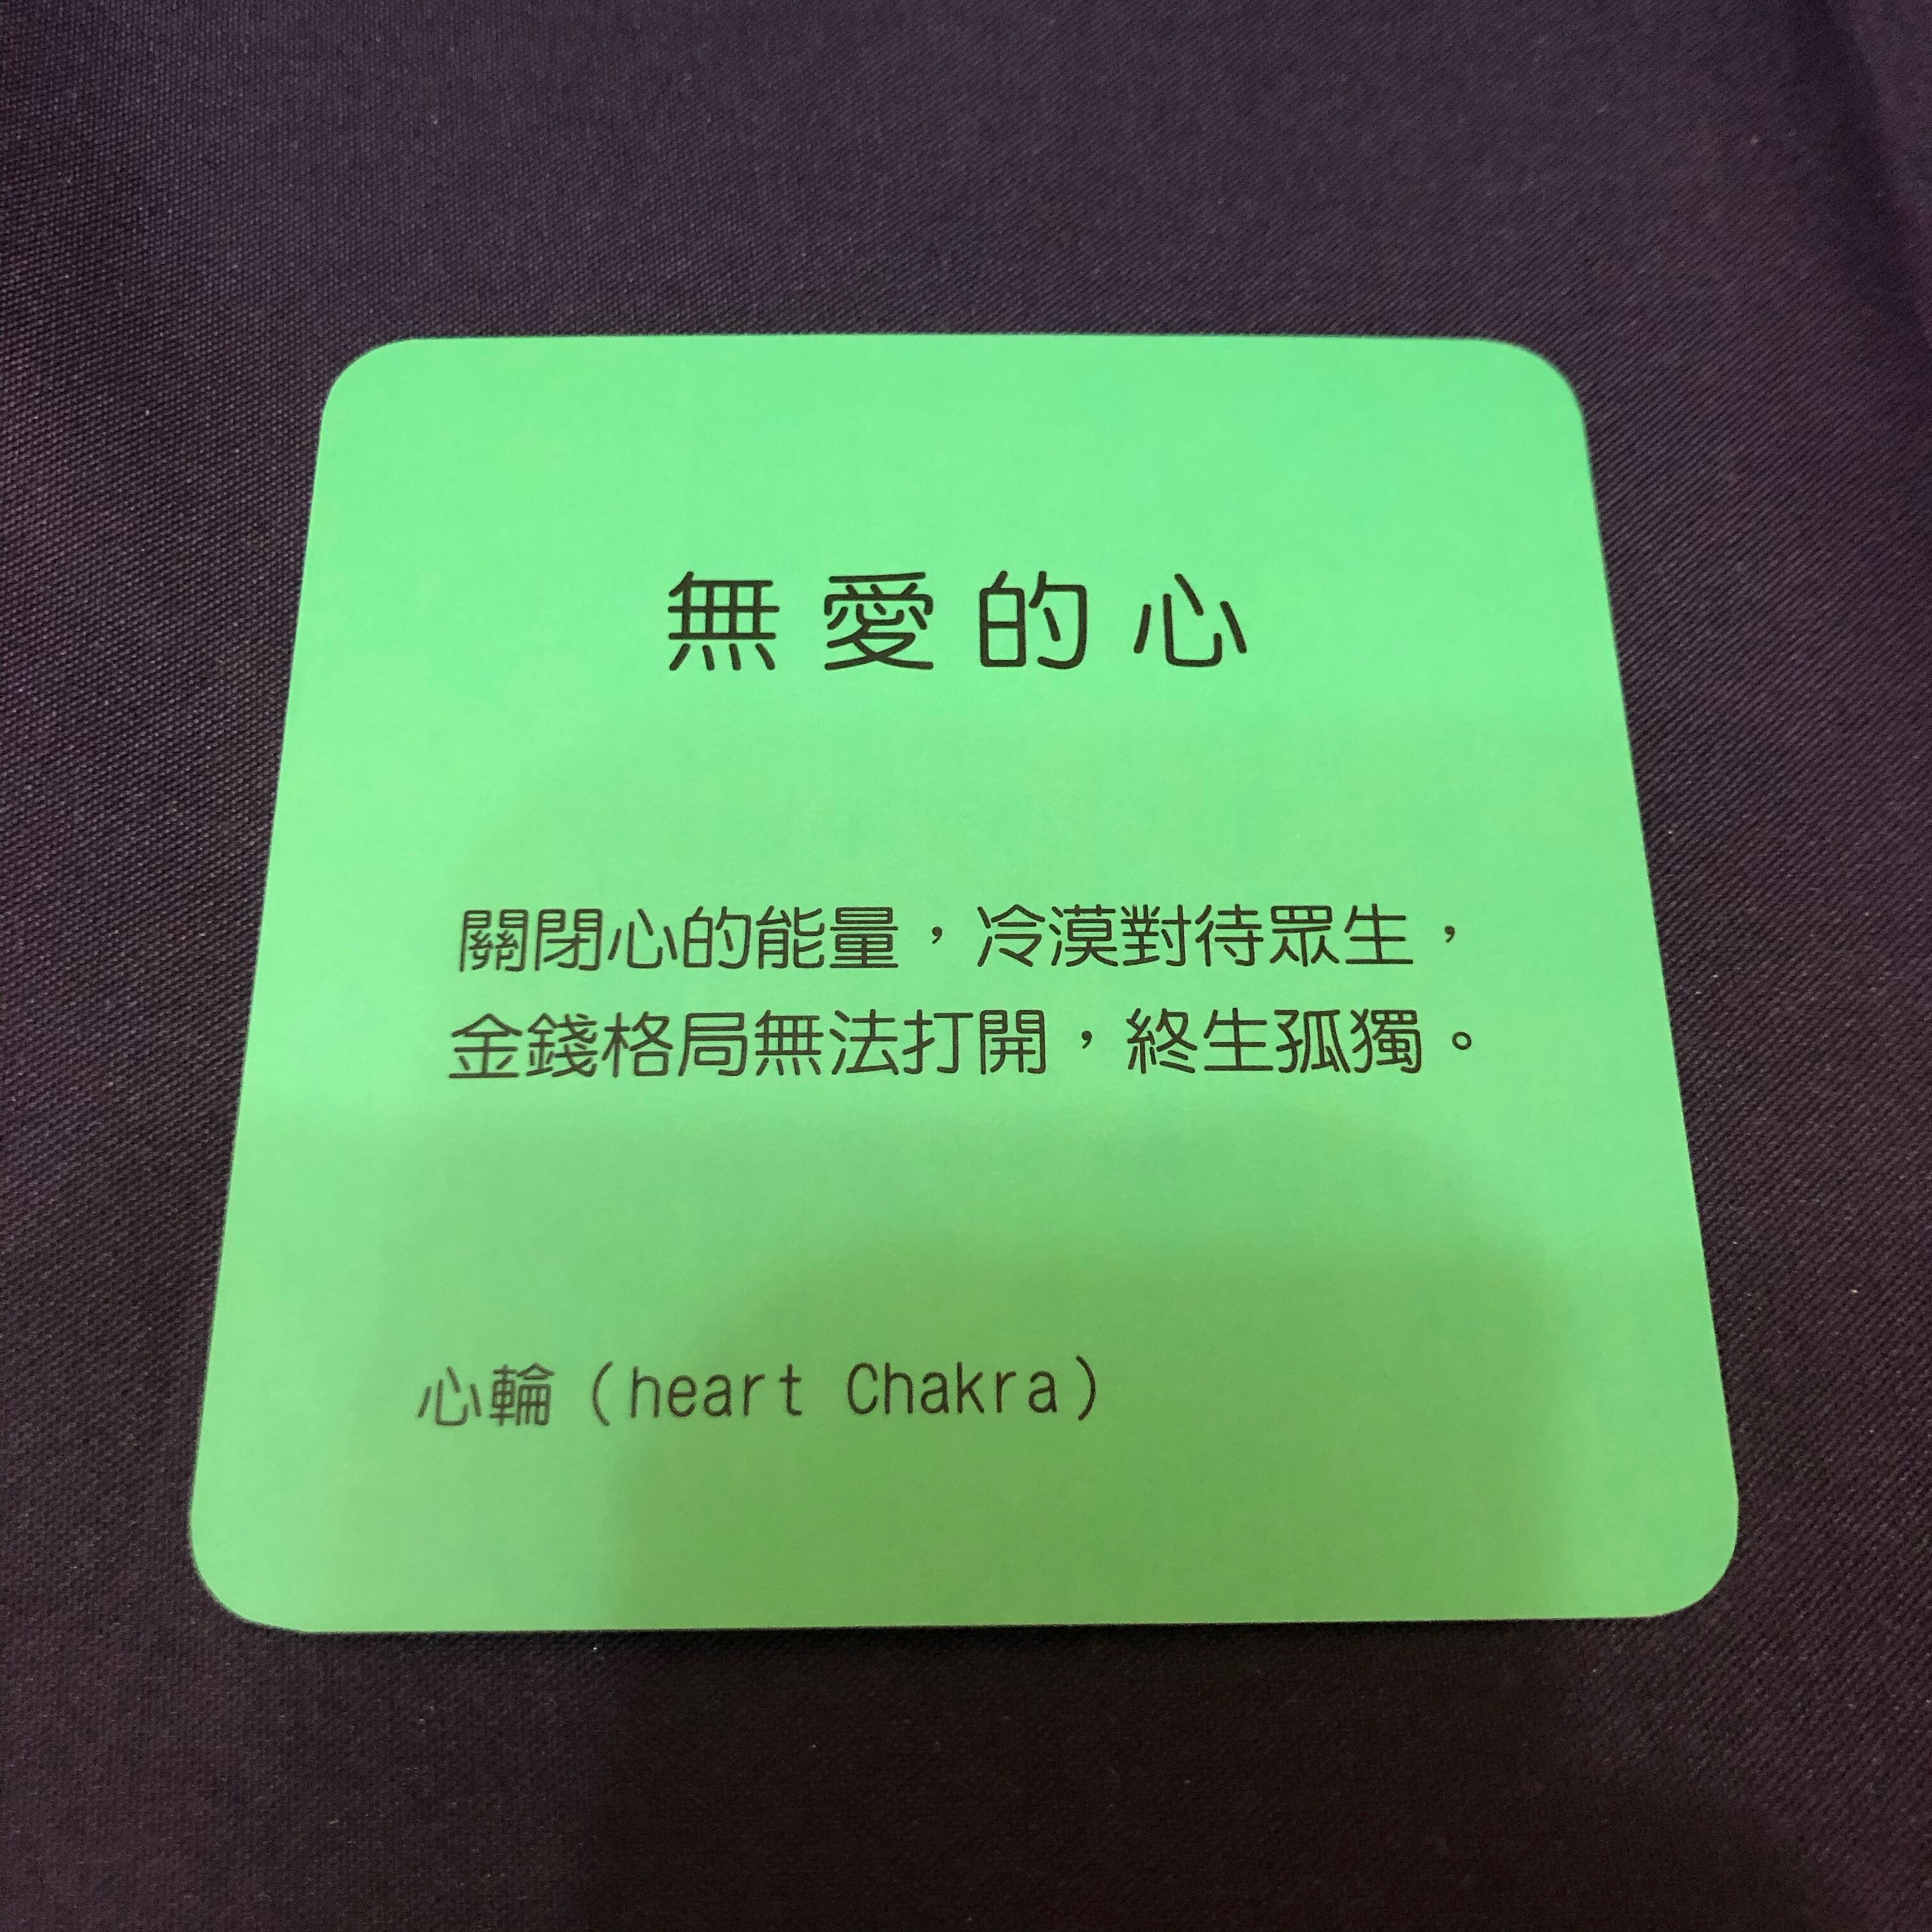 無愛的心
關閉心的能量，冷漠對待眾生，
金錢格局無法打開，終生孤獨。
心輪（heart Chakra）